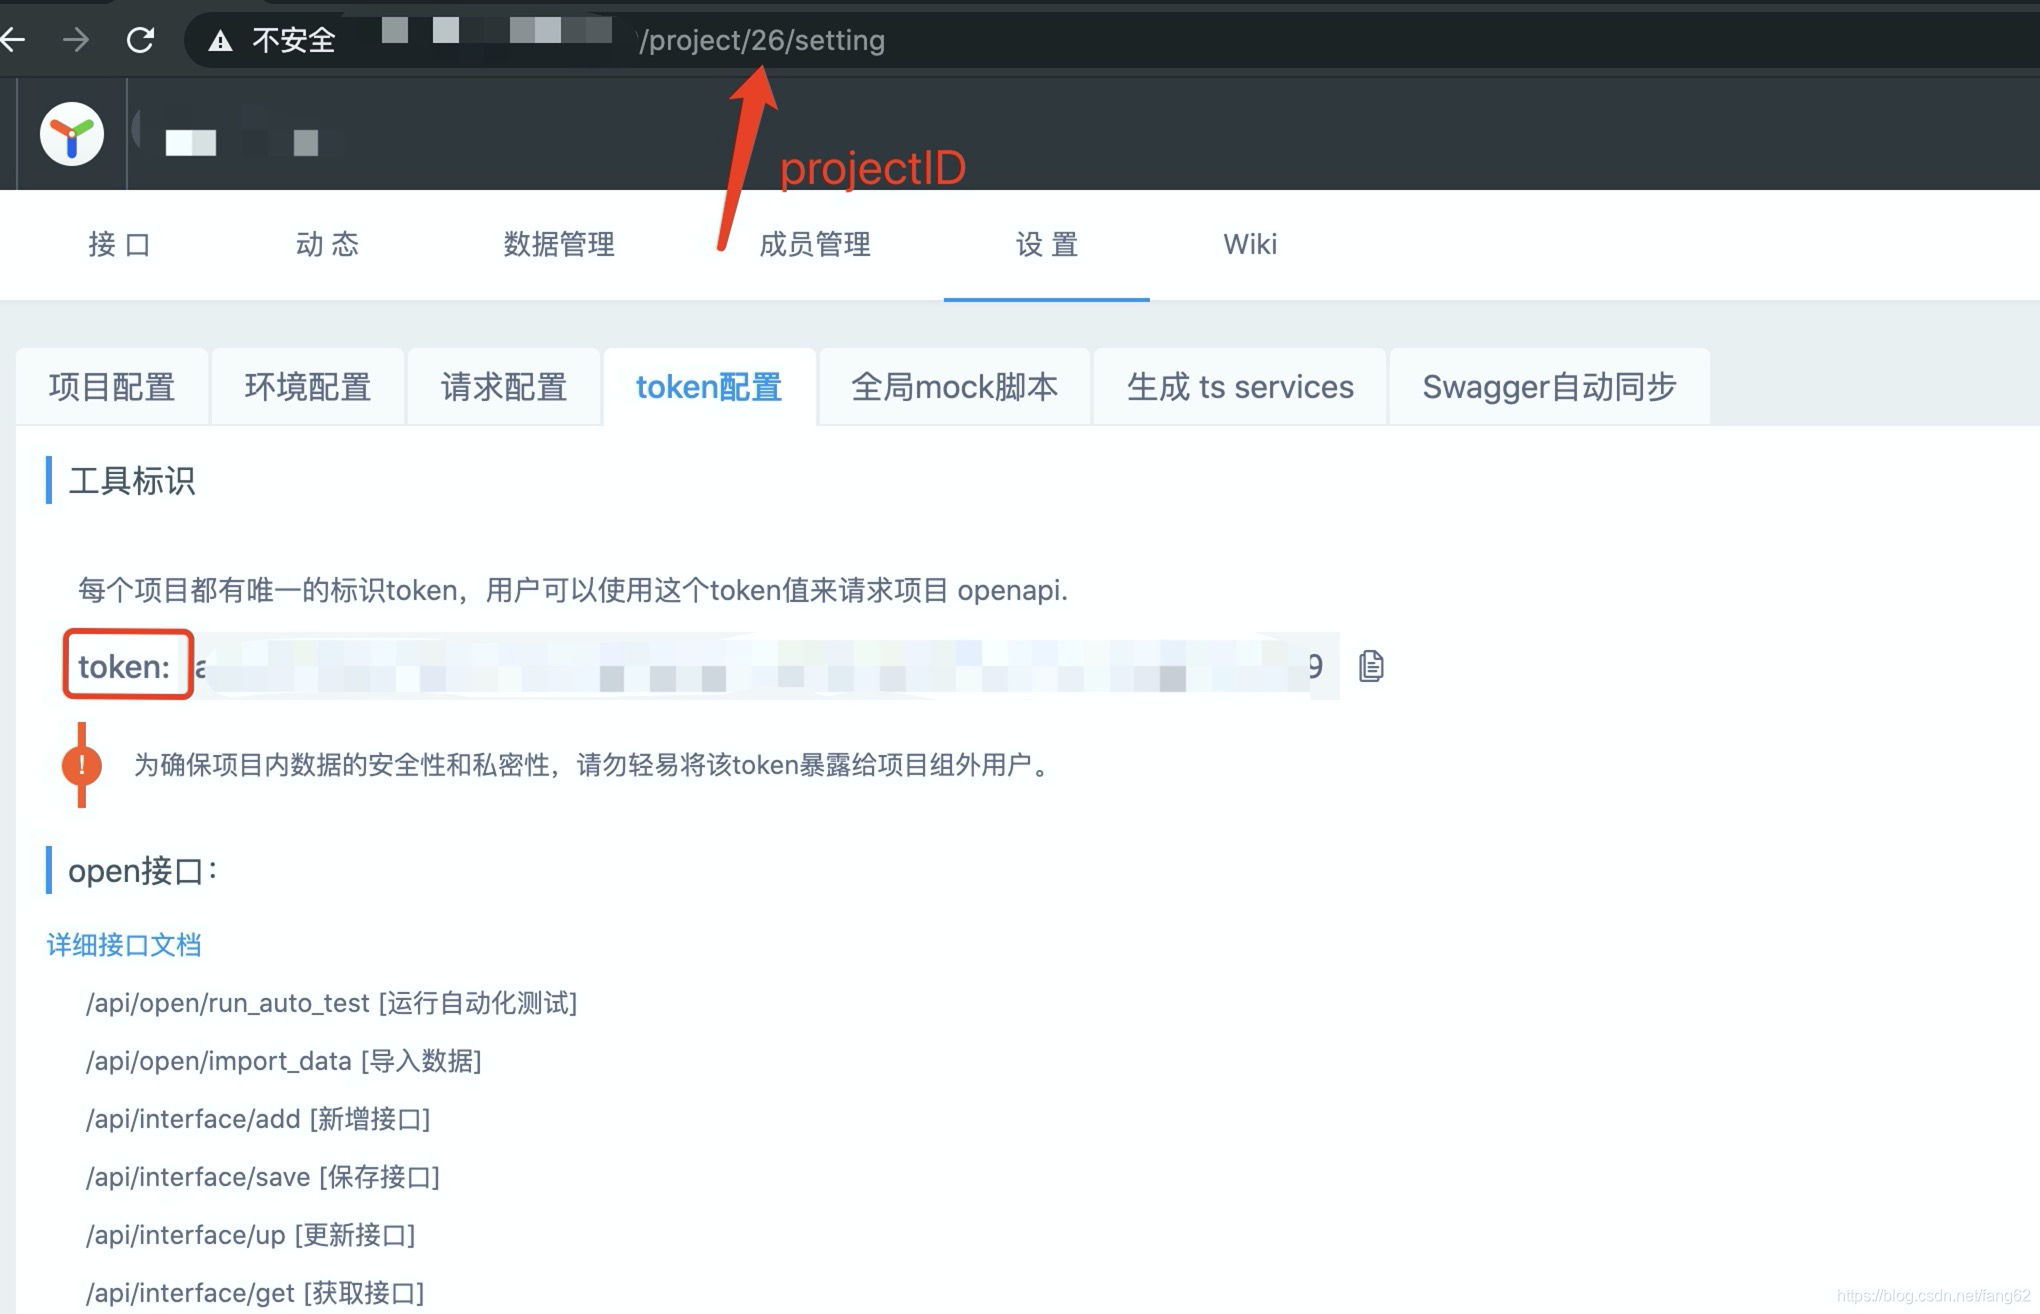 不安全 /project/26/setting
projectID
接 口 动 态 数据管理 成员管理 设 置 Wiki
项目配置 环境配置 请求配置 token配置 全局mock脚本 生成 ts services Swagger自动同步
工具标识
每个项目都有唯一的标识token，用户可以使用这个token值来请求项目 openapi.
token: a 9
为确保项目内数据的安全性和私密性，请勿轻易将该token暴露给项目组外用户。
open接口：
详细接口文档
/api/open/run_auto_test [运行自动化测试]
/api/open/import_data [导入数据]
/api/interface/add [新增接口]
/api/interface/save [保存接口]
/api/interface/up [更新接口]
/api/interface/get [获取接口]
https://blog.csdn.net/fang62